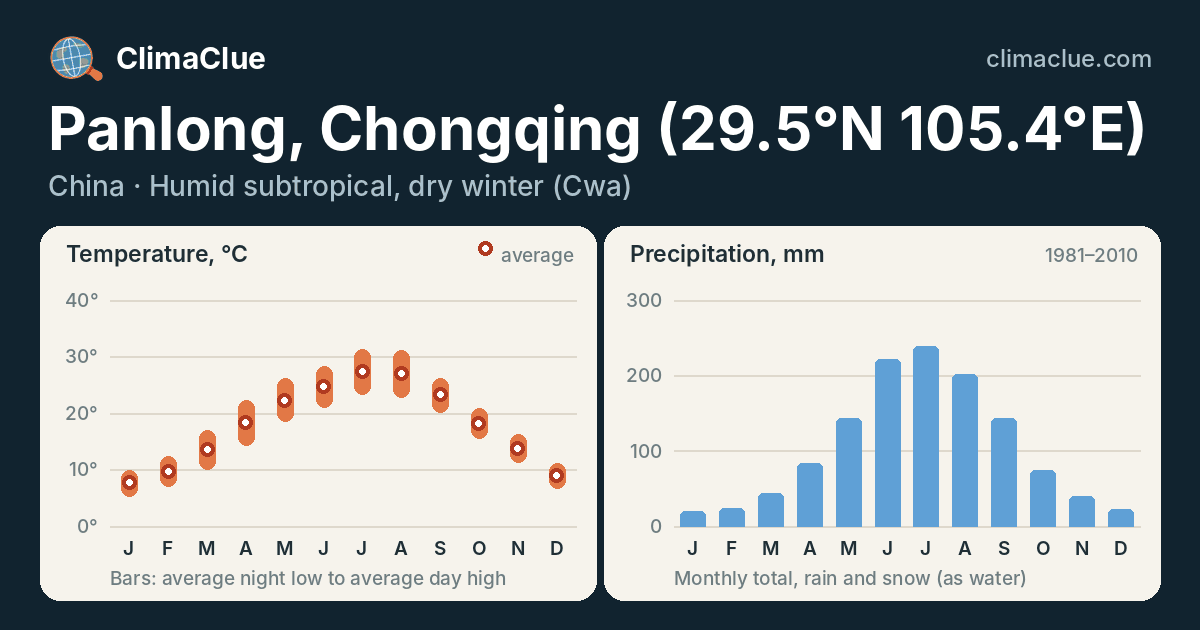 ClimaClue
climaclue.com
Panlong, Chongqing (29.5°N 105.4°E)
China · Humid subtropical, dry winter (Cwa)
Temperature, °C
average
40°
30°
20°
10°
0°
J F M A M J J A S O N D
Bars: average night low to average day high
Precipitation, mm
1981–2010
300
200
100
0
J F M A M J J A S O N D
Monthly total, rain and snow (as water)